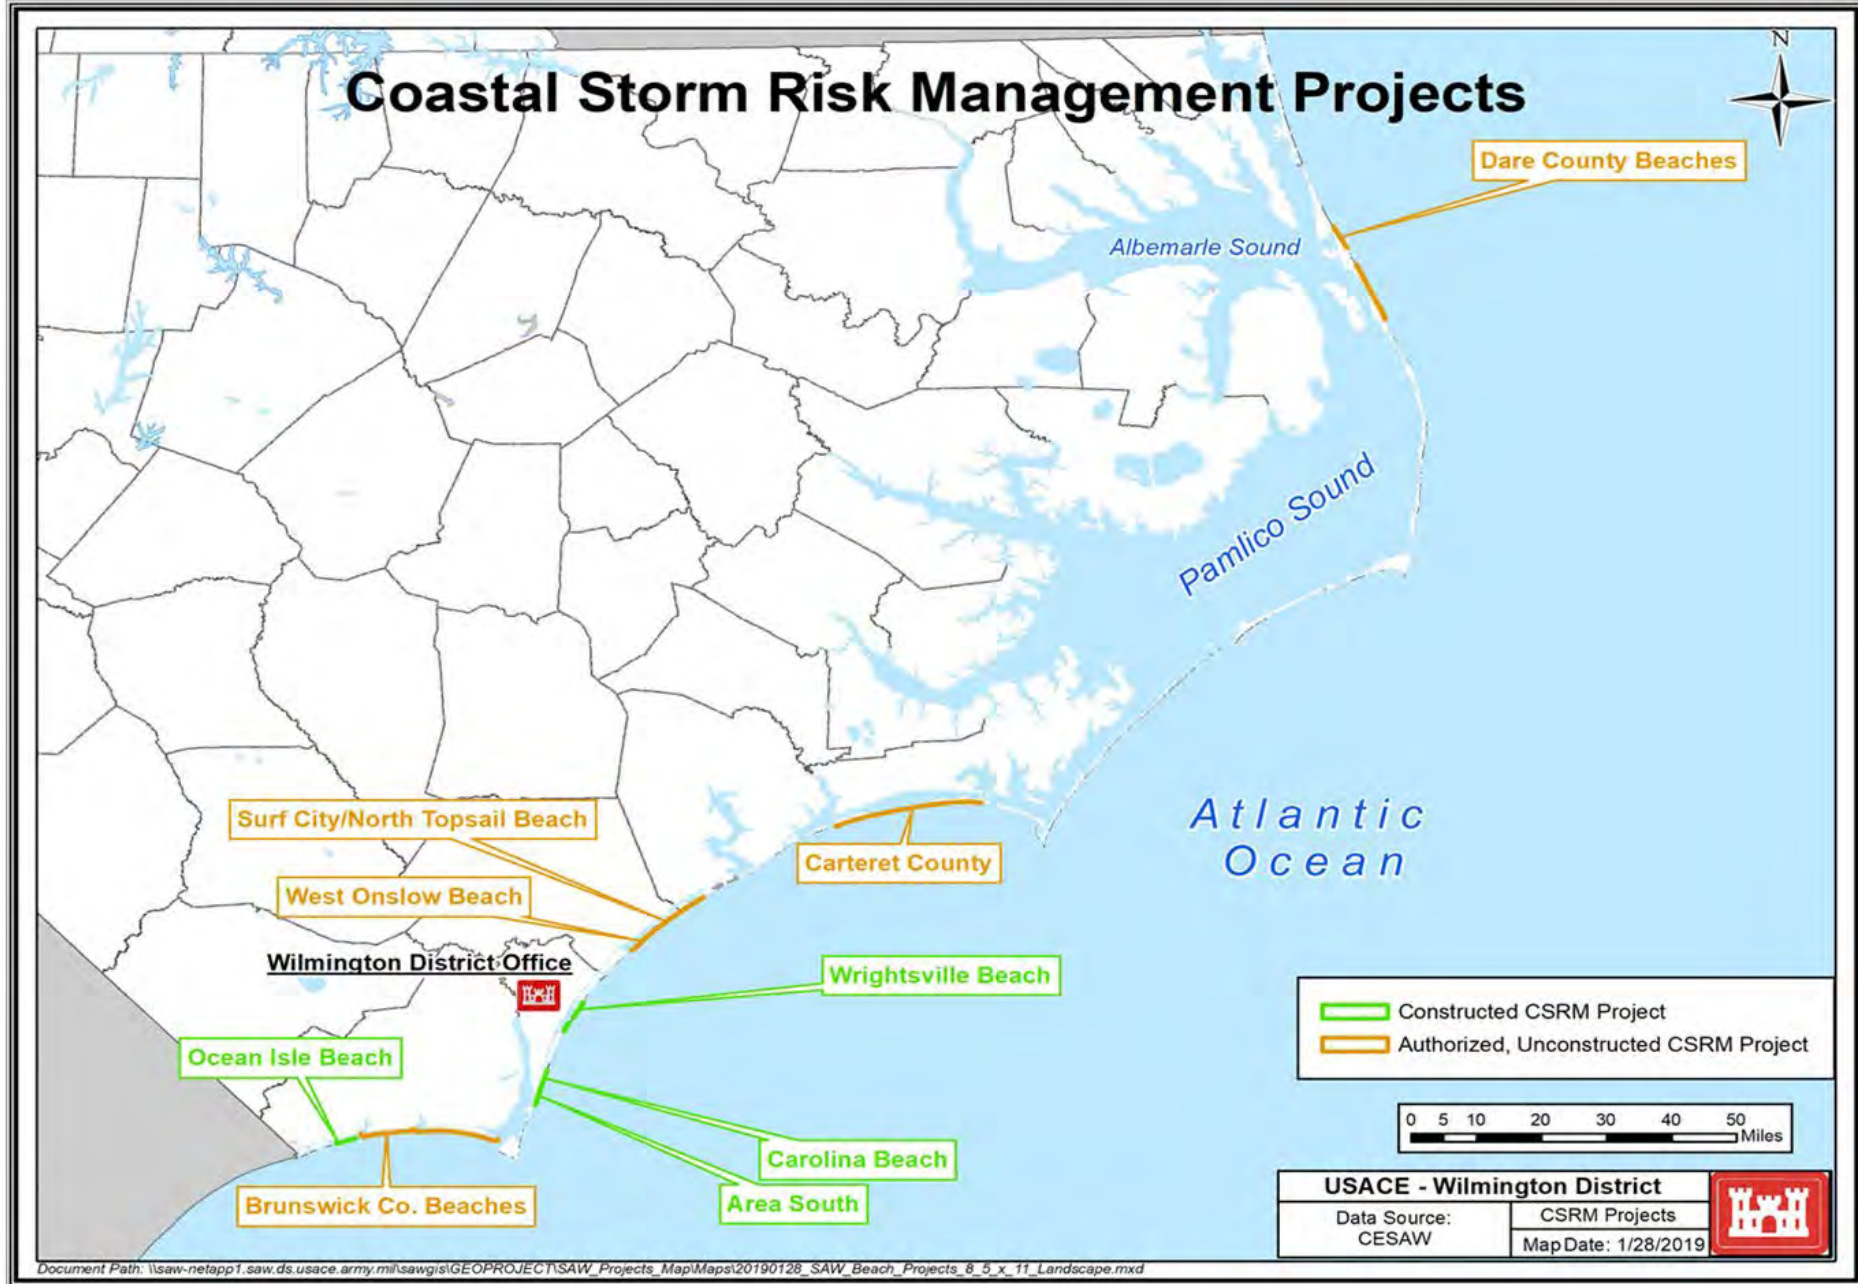 Coastal Storm Risk Management Projects
N
Dare County Beaches
Albemarle Sound
Pamlico Sound
Atlantic
Ocean
Surf City/North Topsail Beach
Carteret County
West Onslow Beach
Wilmington District Office
Wrightsville Beach
Ocean Isle Beach
Carolina Beach
Area South
Brunswick Co. Beaches
Constructed CSRM Project
Authorized, Unconstructed CSRM Project
0 5 10 20 30 40 50
Miles
USACE - Wilmington District
Data Source:
CESAW
CSRM Projects
Map Date: 1/28/2019
Document Path: \\saw-netapp1.saw.ds.usace.army.mil\sawgis\GEOPROJECT\SAW_Projects_Map\Maps\20190128_SAW_Beach_Projects_8_5_x_11_Landscape.mxd